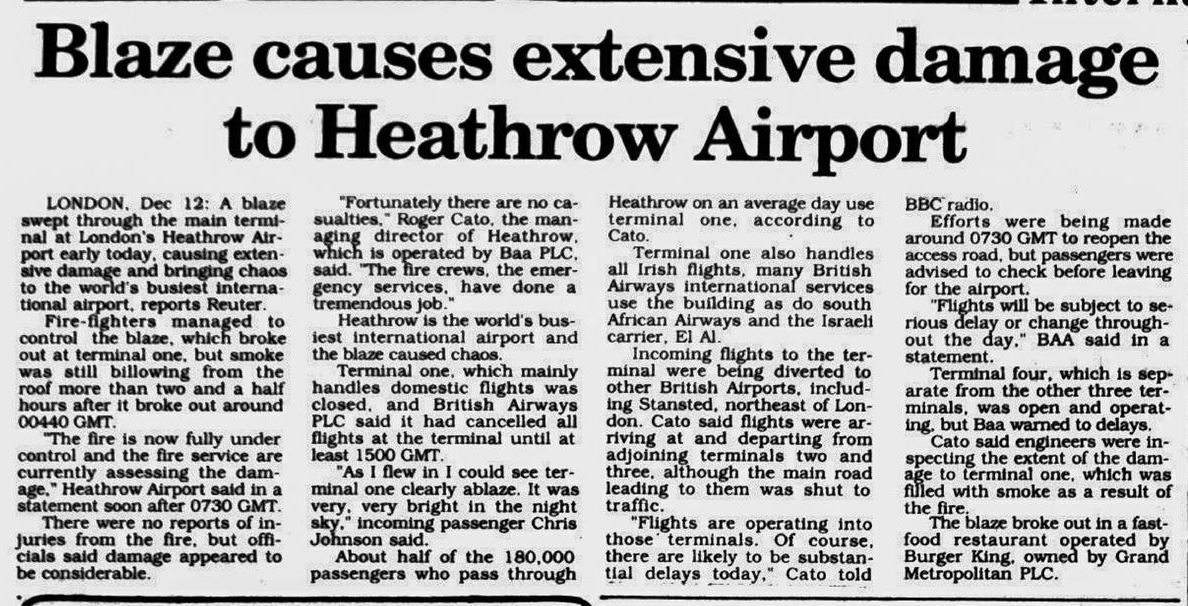 Blaze causes extensive damage
to Heathrow Airport
LONDON, Dec 12: A blaze
swept through the main termi-
nal at London's Heathrow Air-
port early today, causing exten-
sive damage and bringing chaos
to the world's busiest interna-
tional airport, reports Reuter.
Fire-fighters managed to
control the blaze, which broke
out at terminal one, but smoke
was still billowing from the
roof more than two and a half
hours after it broke out around
00440 GMT.
"The fire is now fully under
control and the fire service are
currently assessing the dam-
age," Heathrow Airport said in a
statement soon after 0730 GMT.
There were no reports of in-
juries from the fire, but offi-
cials said damage appeared to
be considerable.
"Fortunately there are no ca-
sualties," Roger Cato, the man-
aging director of Heathrow,
which is operated by Baa PLC,
said. "The fire crews, the emer-
gency services, have done a
tremendous job."
Heathrow is the world's bus-
iest international airport and
the blaze caused chaos.
Terminal one, which mainly
handles domestic flights was
closed, and British Airways
PLC said it had cancelled all
flights at the terminal until at
least 1500 GMT.
"As I flew in I could see ter-
minal one clearly ablaze. It was
very, very bright in the night
sky," incoming passenger Chris
Johnson said.
About half of the 180,000
passengers who pass through
Heathrow on an average day use
terminal one, according to
Cato.
Terminal one also handles
all Irish flights, many British
Airways international services
use the building as do south
African Airways and the Israeli
carrier, El Al.
Incoming flights to the ter-
minal were being diverted to
other British Airports, includ-
ing Stansted, northeast of Lon-
don. Cato said flights were ar-
riving at and departing from
adjoining terminals two and
three, although the main road
leading to them was shut to
traffic.
"Flights are operating into
those terminals. Of course,
there are likely to be substan-
tial delays today," Cato told
BBC radio.
Efforts were being made
around 0730 GMT to reopen the
access road, but passengers were
advised to check before leaving
for the airport.
"Flights will be subject to se-
rious delay or change through-
out the day," BAA said in a
statement.
Terminal four, which is sep-
arate from the other three ter-
minals, was open and operat-
ing, but Baa warned to delays.
Cato said engineers were in-
specting the extent of the dam-
age to terminal one, which was
filled with smoke as a result of
the fire.
The blaze broke out in a fast-
food restaurant operated by
Burger King, owned by Grand
Metropolitan PLC.